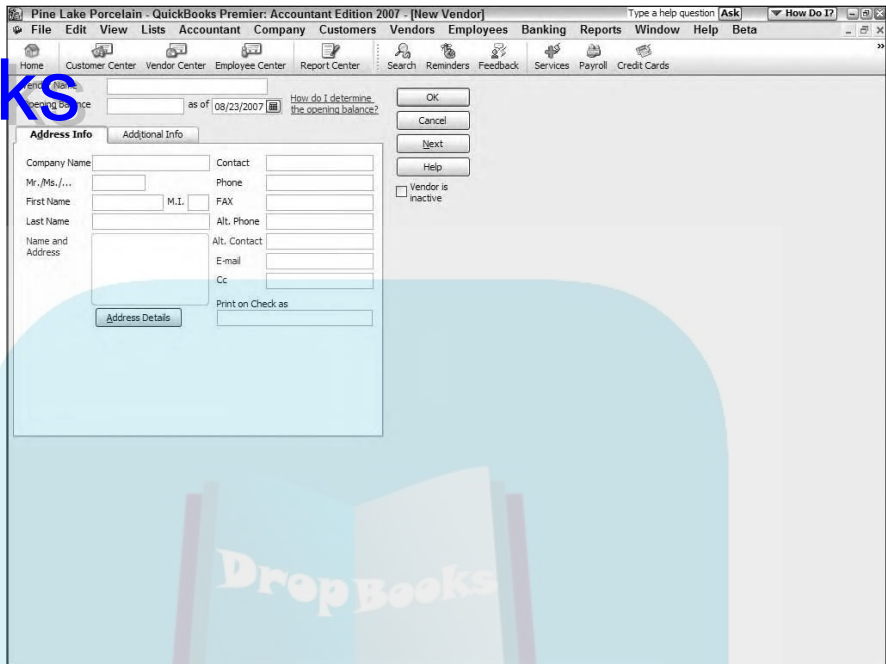 Pine Lake Porcelain - QuickBooks Premier: Accountant Edition 2007 - [New Vendor] Type a help question Ask How Do I?
File Edit View Lists Accountant Company Customers Vendors Employees Banking Reports Window Help Beta
Home Customer Center Vendor Center Employee Center Report Center Search Reminders Feedback Services Payroll Credit Cards
ks
Vendor Name
Opening balance as of 08/23/2007 How do I determine
the opening balance?
OK
Cancel
Next
Help
Vendor is
inactive
Address Info Additional Info
Company Name Contact
Mr./Ms./... Phone
First Name M.I. FAX
Last Name Alt. Phone
Name and
Address
Alt. Contact
E-mail
Cc
Print on Check as
Address Details
DropBooks